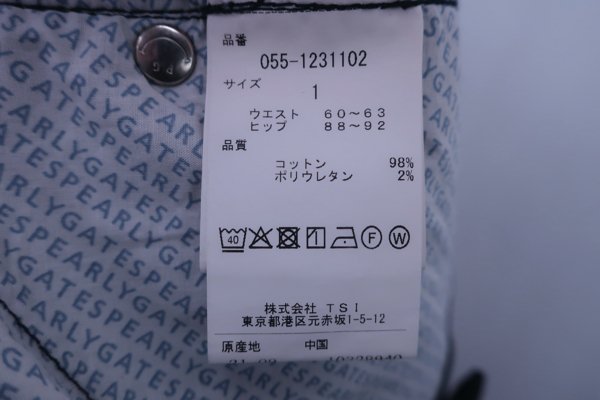 品番
055-1231102
サイズ
1
ウエスト 60~63
ヒップ 88~92
品質
コットン 98%
ポリウレタン 2%
40 F W
株式会社 TSI
東京都港区元赤坂1-5-12
原産地 中国
PEARLYGATES
PG